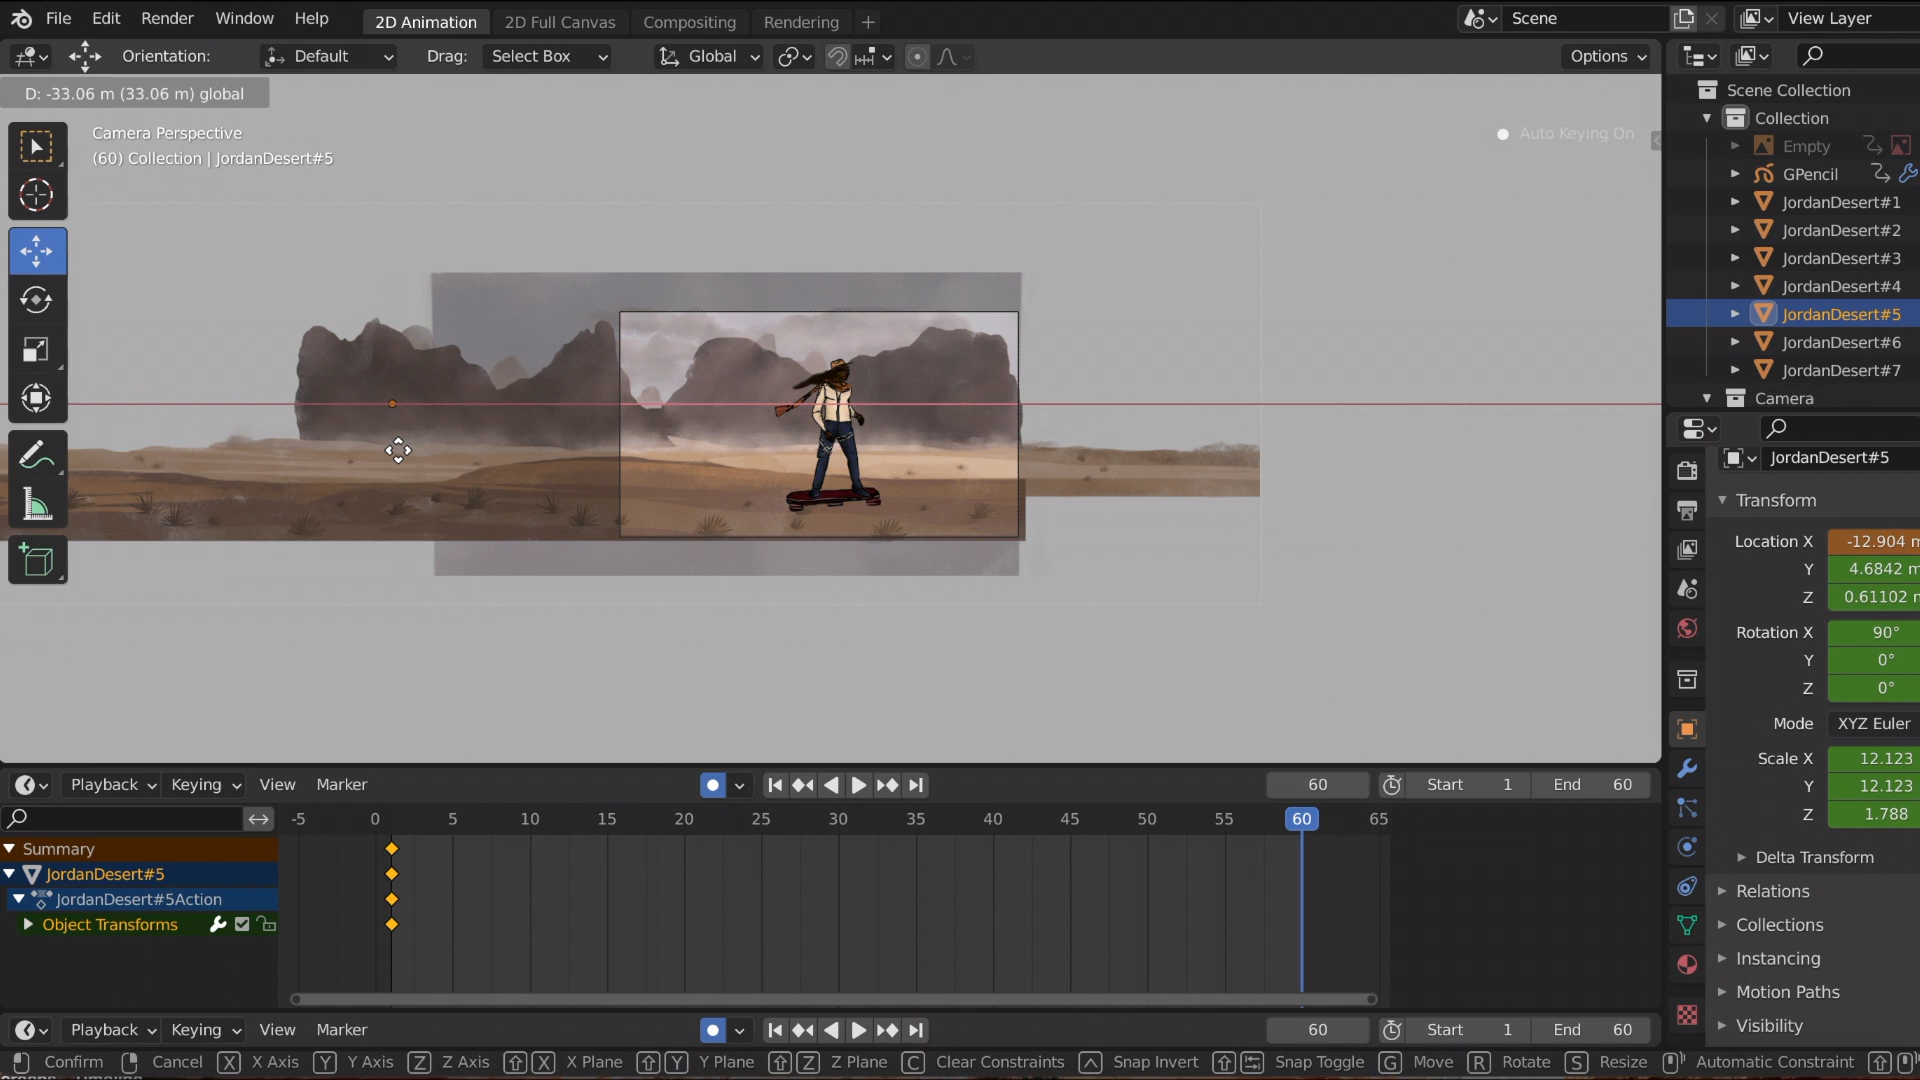 File Edit Render Window Help 2D Animation 2D Full Canvas Compositing Rendering Scene View Layer
Orientation: Default Drag: Select Box Global Options
D: -33.06 m (33.06 m) global
Camera Perspective
(60) Collection | JordanDesert#5
Auto Keying On
Scene Collection
Collection
Empty
GPencil
JordanDesert#1
JordanDesert#2
JordanDesert#3
JordanDesert#4
JordanDesert#5
JordanDesert#6
JordanDesert#7
Camera
JordanDesert#5
Transform
Location X -12.904 m
Y 4.6842 m
Z 0.61102 m
Rotation X 90°
Y 0°
Z 0°
Mode XYZ Euler
Scale X 12.123
Y 12.123
Z 1.788
Delta Transform
Relations
Collections
Instancing
Motion Paths
Visibility
Playback Keying View Marker 60 Start 1 End 60
-5 0 5 10 15 20 25 30 35 40 45 50 55 60 65
Summary
JordanDesert#5
JordanDesert#5Action
Object Transforms
Playback Keying View Marker 60 Start 1 End 60
Confirm Cancel X X Axis Y Y Axis Z Z Axis X X Plane Y Y Plane Z Z Plane C Clear Constraints Snap Invert Snap Toggle G Move R Rotate S Resize Automatic Constraint